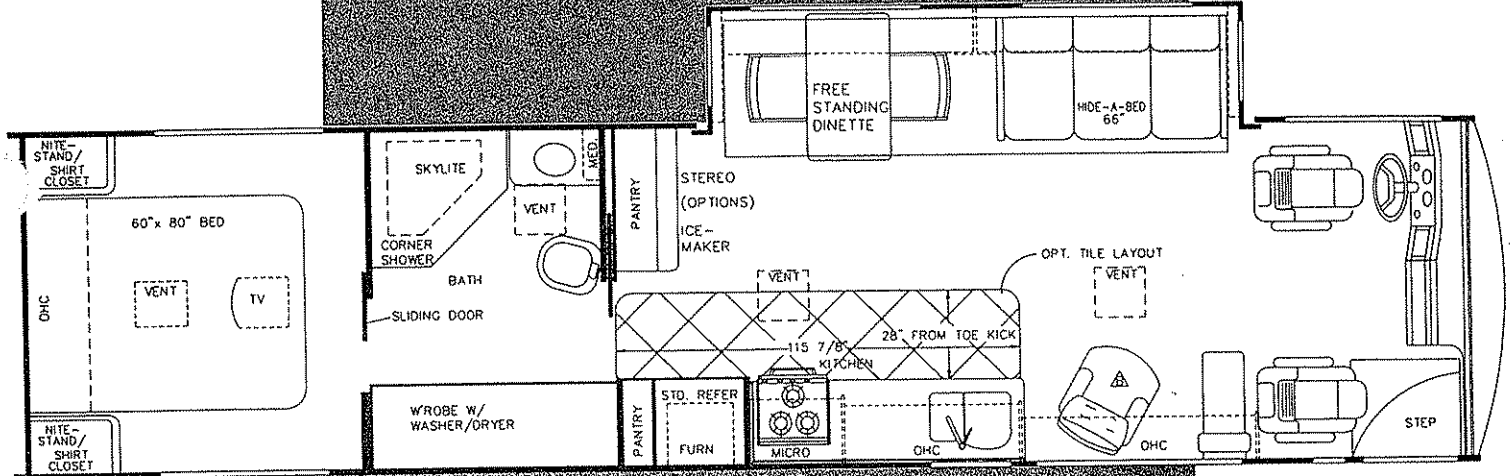 NITE-
STAND/
SHIRT
CLOSET
60"x 80" BED
OHC
VENT
TV
NITE-
STAND/
SHIRT
CLOSET
SKYLITE
CORNER
SHOWER
MED.
VENT
BATH
SLIDING DOOR
W'ROBE W/
WASHER/DRYER
PANTRY
STEREO
(OPTIONS)
ICE-
MAKER
FREE
STANDING
DINETTE
HIDE-A-BED
66"
OPT. TILE LAYOUT
VENT
VENT
28" FROM TOE KICK
115 7/8"
KITCHEN
PANTRY
STD. REFER
FURN
MICRO
OHC
OHC
STEP